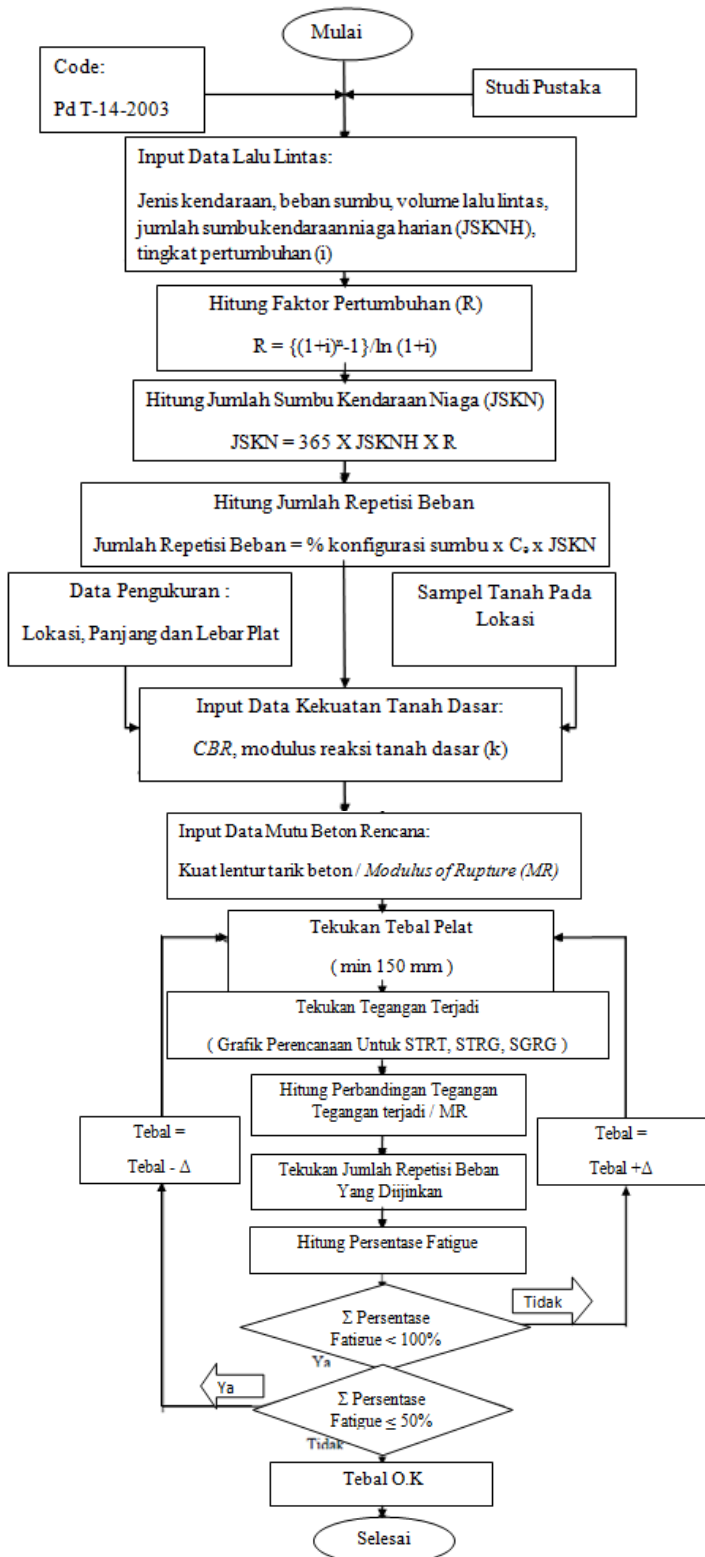 Mulai
Code:
Pd T-14-2003
Studi Pustaka
Input Data Lalu Lintas:
Jenis kendaraan, beban sumbu, volume lalu lintas,
jumlah sumbu kendaraan niaga harian (JSKNH),
tingkat pertumbuhan (i)
Hitung Faktor Pertumbuhan (R)
R = {(1+i)ⁿ-1}/ln (1+i)
Hitung Jumlah Sumbu Kendaraan Niaga (JSKN)
JSKN = 365 X JSKNH X R
Hitung Jumlah Repetisi Beban
Jumlah Repetisi Beban = % konfigurasi sumbu x Cₐ x JSKN
Data Pengukuran :
Lokasi, Panjang dan Lebar Plat
Sampel Tanah Pada
Lokasi
Input Data Kekuatan Tanah Dasar:
CBR, modulus reaksi tanah dasar (k)
Input Data Mutu Beton Rencana:
Kuat lentur tarik beton / Modulus of Rupture (MR)
Tekukan Tebal Pelat
( min 150 mm )
Tekukan Tegangan Terjadi
( Grafik Perencanaan Untuk STRT, STRG, SGRG )
Hitung Perbandingan Tegangan
Tegangan terjadi / MR
Tebal =
Tebal - Δ
Tebal =
Tebal +Δ
Tekukan Jumlah Repetisi Beban
Yang Diijinkan
Hitung Persentase Fatigue
Tidak
Σ Persentase
Fatigue < 100%
Ya
Ya
Σ Persentase
Fatigue ≤ 50%
Tidak
Tebal O.K
Selesai